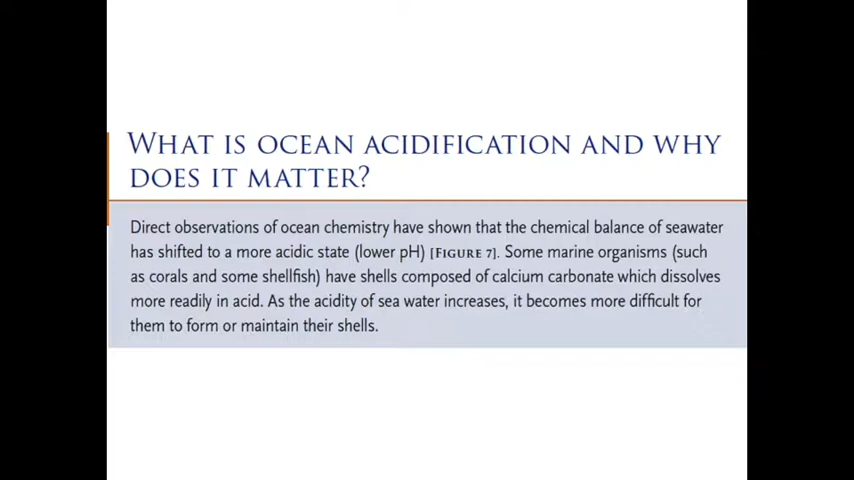 What is ocean acidification and why
does it matter?
Direct observations of ocean chemistry have shown that the chemical balance of seawater
has shifted to a more acidic state (lower pH) [Figure 7]. Some marine organisms (such
as corals and some shellfish) have shells composed of calcium carbonate which dissolves
more readily in acid. As the acidity of sea water increases, it becomes more difficult for
them to form or maintain their shells.